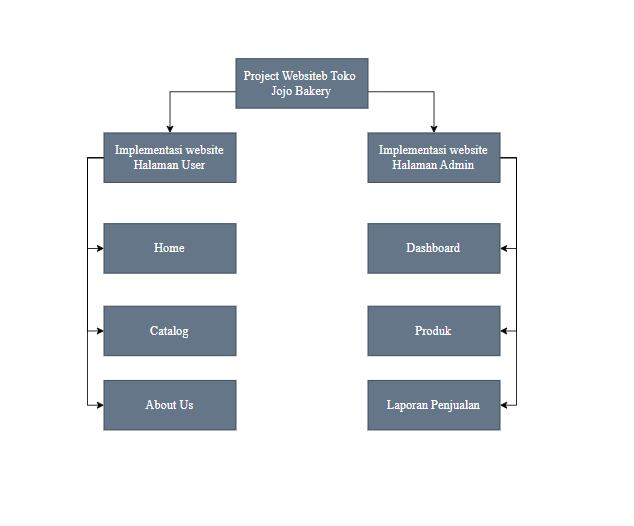 Project Websiteb Toko
Jojo Bakery
Implementasi website
Halaman User
Implementasi website
Halaman Admin
Home
Dashboard
Catalog
Produk
About Us
Laporan Penjualan